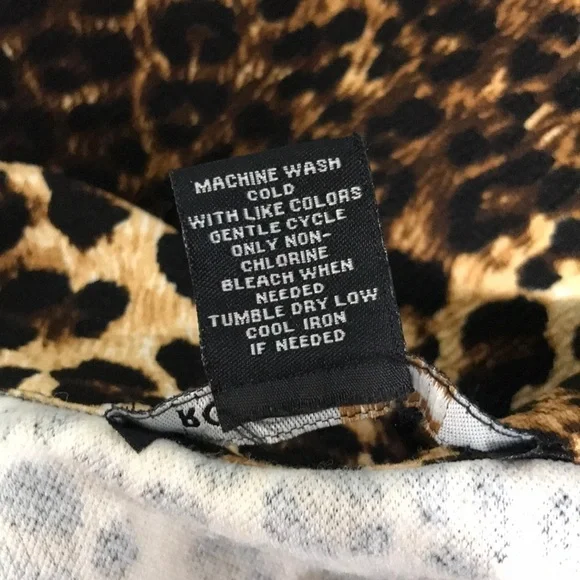 MACHINE WASH
COLD
WITH LIKE COLORS
GENTLE CYCLE
ONLY NON-
CHLORINE
BLEACH WHEN
NEEDED
TUMBLE DRY LOW
COOL IRON
IF NEEDED